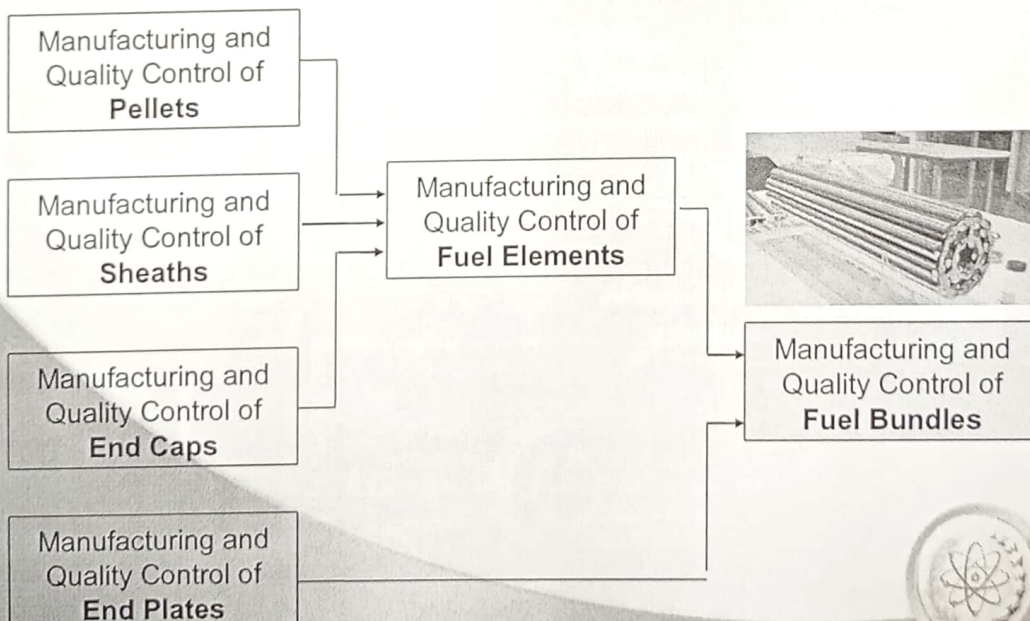 Manufacturing and
Quality Control of
Pellets
Manufacturing and
Quality Control of
Sheaths
Manufacturing and
Quality Control of
End Caps
Manufacturing and
Quality Control of
End Plates
Manufacturing and
Quality Control of
Fuel Elements
Manufacturing and
Quality Control of
Fuel Bundles